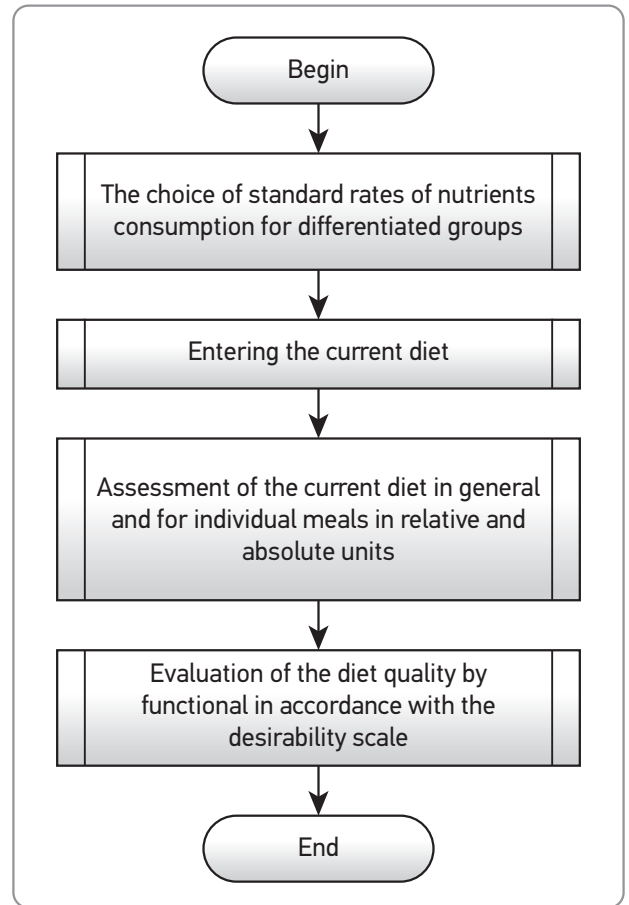 Begin
The choice of standard rates of nutrients
consumption for differentiated groups
Entering the current diet
Assessment of the current diet in general
and for individual meals in relative and
absolute units
Evaluation of the diet quality by
functional in accordance with the
desirability scale
End